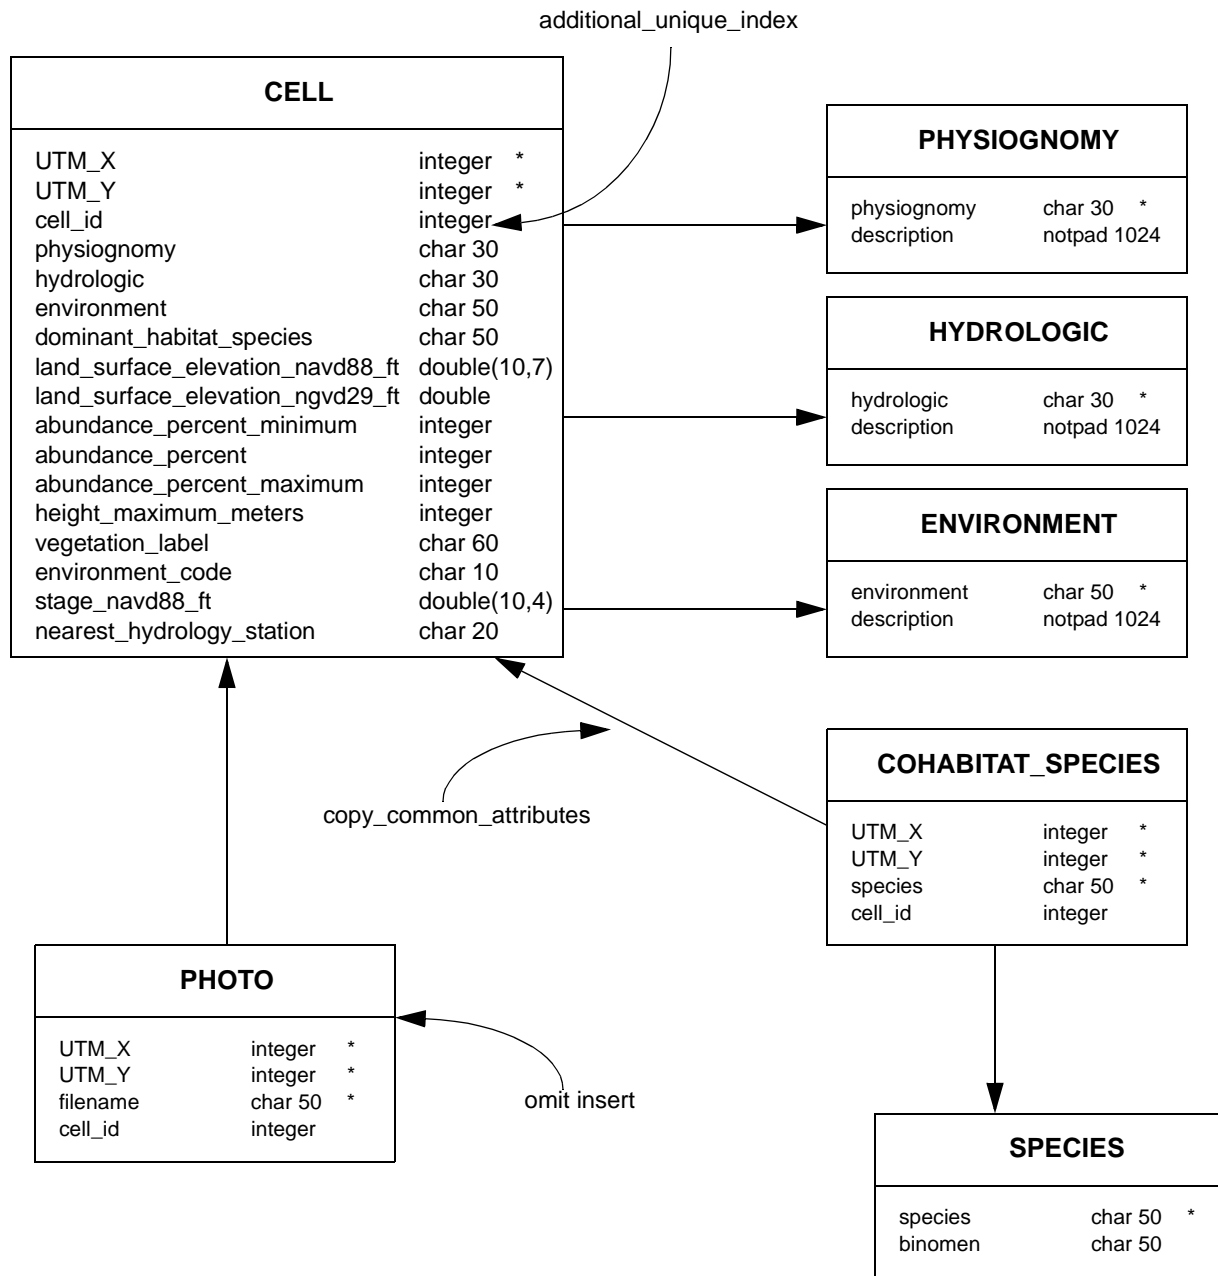 additional_unique_index
CELL
UTM_X integer *
UTM_Y integer *
cell_id integer
physiognomy char 30
hydrologic char 30
environment char 50
dominant_habitat_species char 50
land_surface_elevation_navd88_ft double(10,7)
land_surface_elevation_ngvd29_ft double
abundance_percent_minimum integer
abundance_percent integer
abundance_percent_maximum integer
height_maximum_meters integer
vegetation_label char 60
environment_code char 10
stage_navd88_ft double(10,4)
nearest_hydrology_station char 20
PHYSIOGNOMY
physiognomy char 30 *
description notpad 1024
HYDROLOGIC
hydrologic char 30 *
description notpad 1024
ENVIRONMENT
environment char 50 *
description notpad 1024
copy_common_attributes
COHABITAT_SPECIES
UTM_X integer *
UTM_Y integer *
species char 50 *
cell_id integer
PHOTO
UTM_X integer *
UTM_Y integer *
filename char 50 *
cell_id integer
omit insert
SPECIES
species char 50 *
binomen char 50